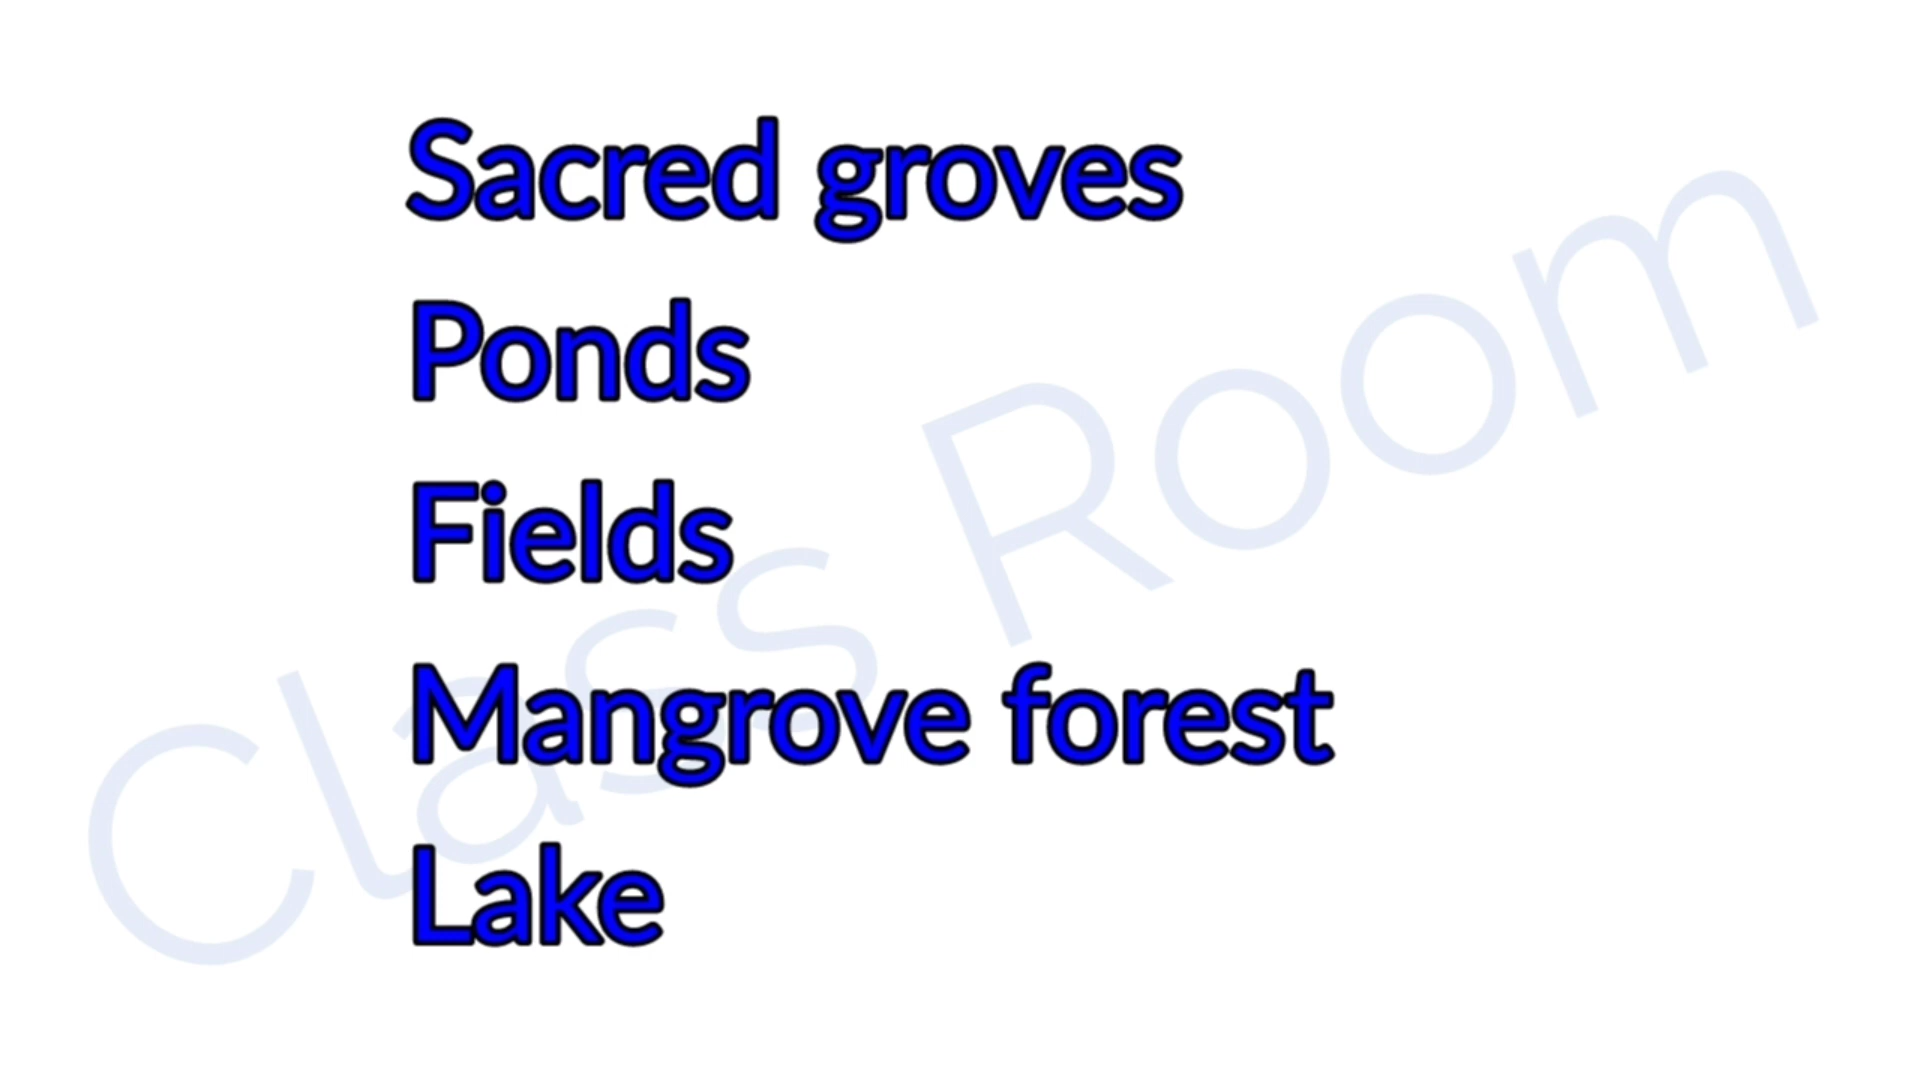 Sacred groves
Ponds
Fields
Mangrove forest
Lake
Class Room